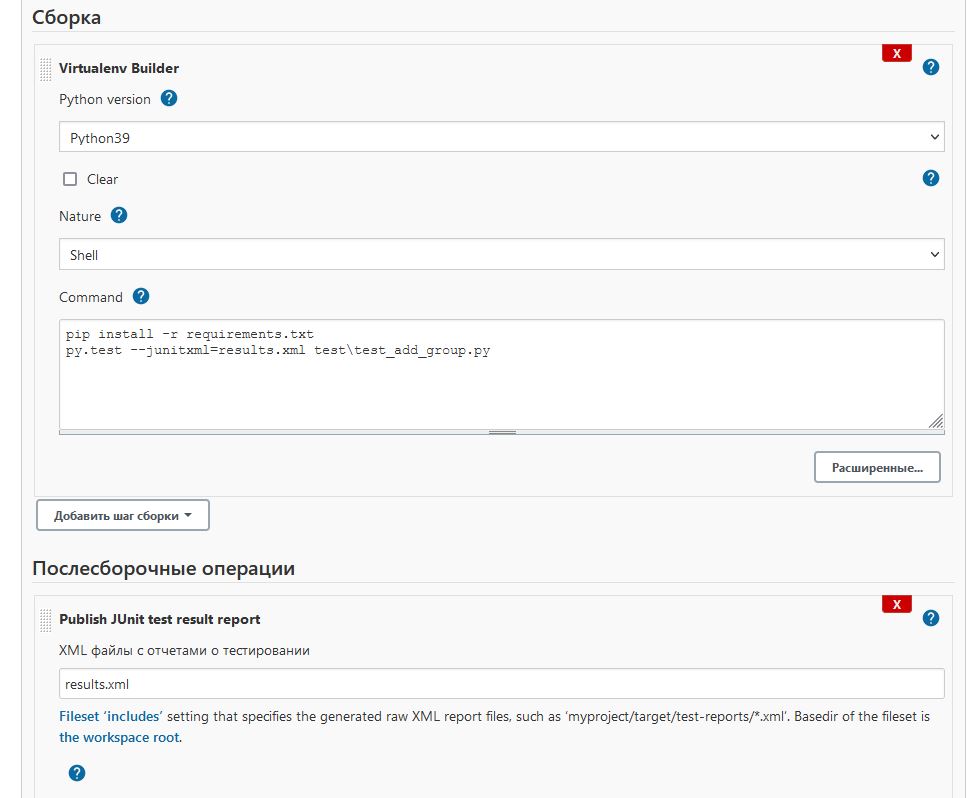 Сборка
X
Virtualenv Builder
?
Python version ?
Python39
Clear
?
Nature ?
Shell
Command ?
pip install -r requirements.txt
py.test --junitxml=results.xml test\test_add_group.py
Расширенные...
Добавить шаг сборки
Послесборочные операции
X
Publish JUnit test result report
?
XML файлы с отчетами о тестировании
results.xml
Fileset ‘includes’ setting that specifies the generated raw XML report files, such as ‘myproject/target/test-reports/*.xml’. Basedir of the fileset is
the workspace root.
?